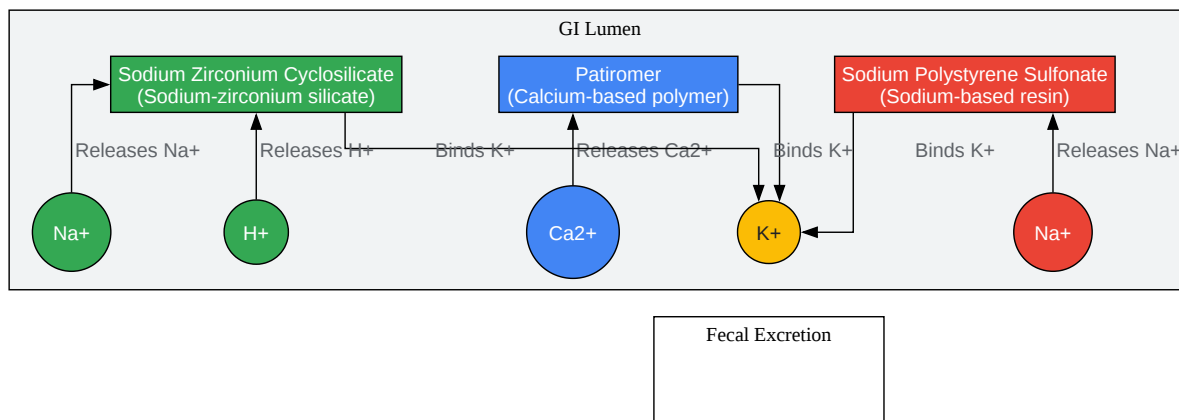 GI Lumen
Sodium Zirconium Cyclosilicate
(Sodium-zirconium silicate)
Patiromer
(Calcium-based polymer)
Sodium Polystyrene Sulfonate
(Sodium-based resin)
Releases Na+
Releases H+
Binds K+
Releases Ca2+
Binds K+
Binds K+
Releases Na+
Na+
H+
Ca2+
K+
Na+
Fecal Excretion